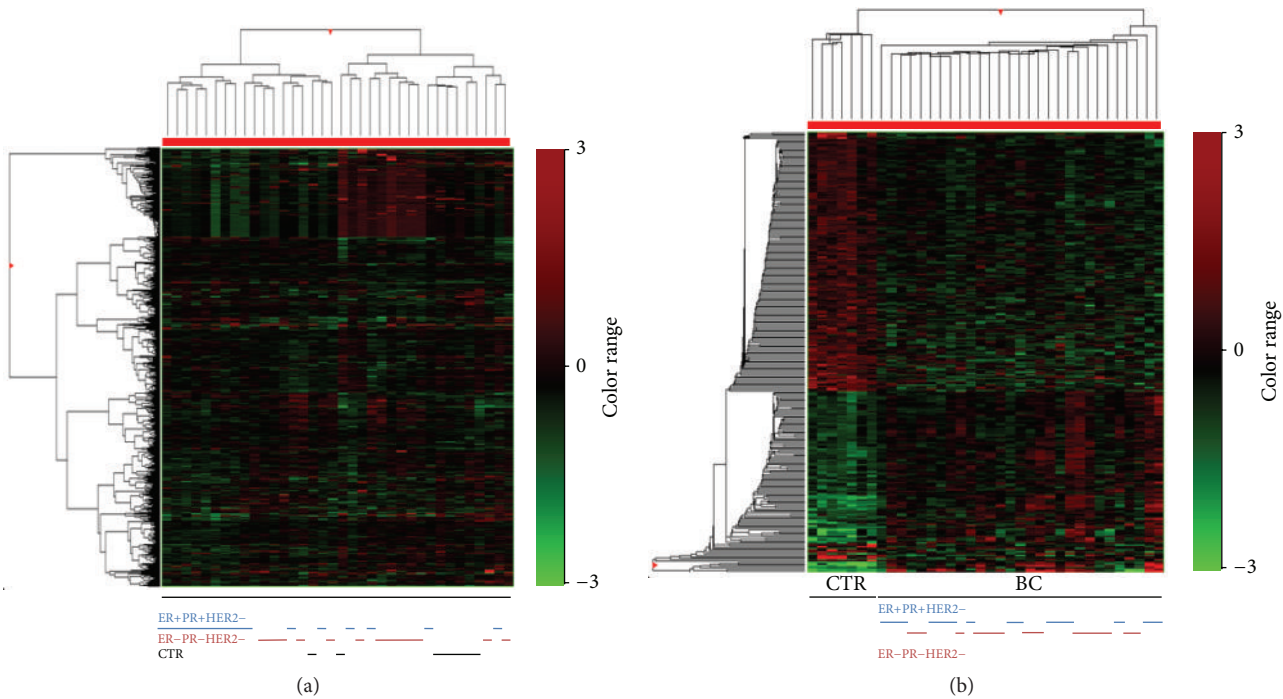 3
0
−3
Color range
ER+PR+HER2−
ER−PR−HER2−
CTR
(a)
3
0
−3
Color range
CTR
BC
ER+PR+HER2−
ER−PR−HER2−
(b)